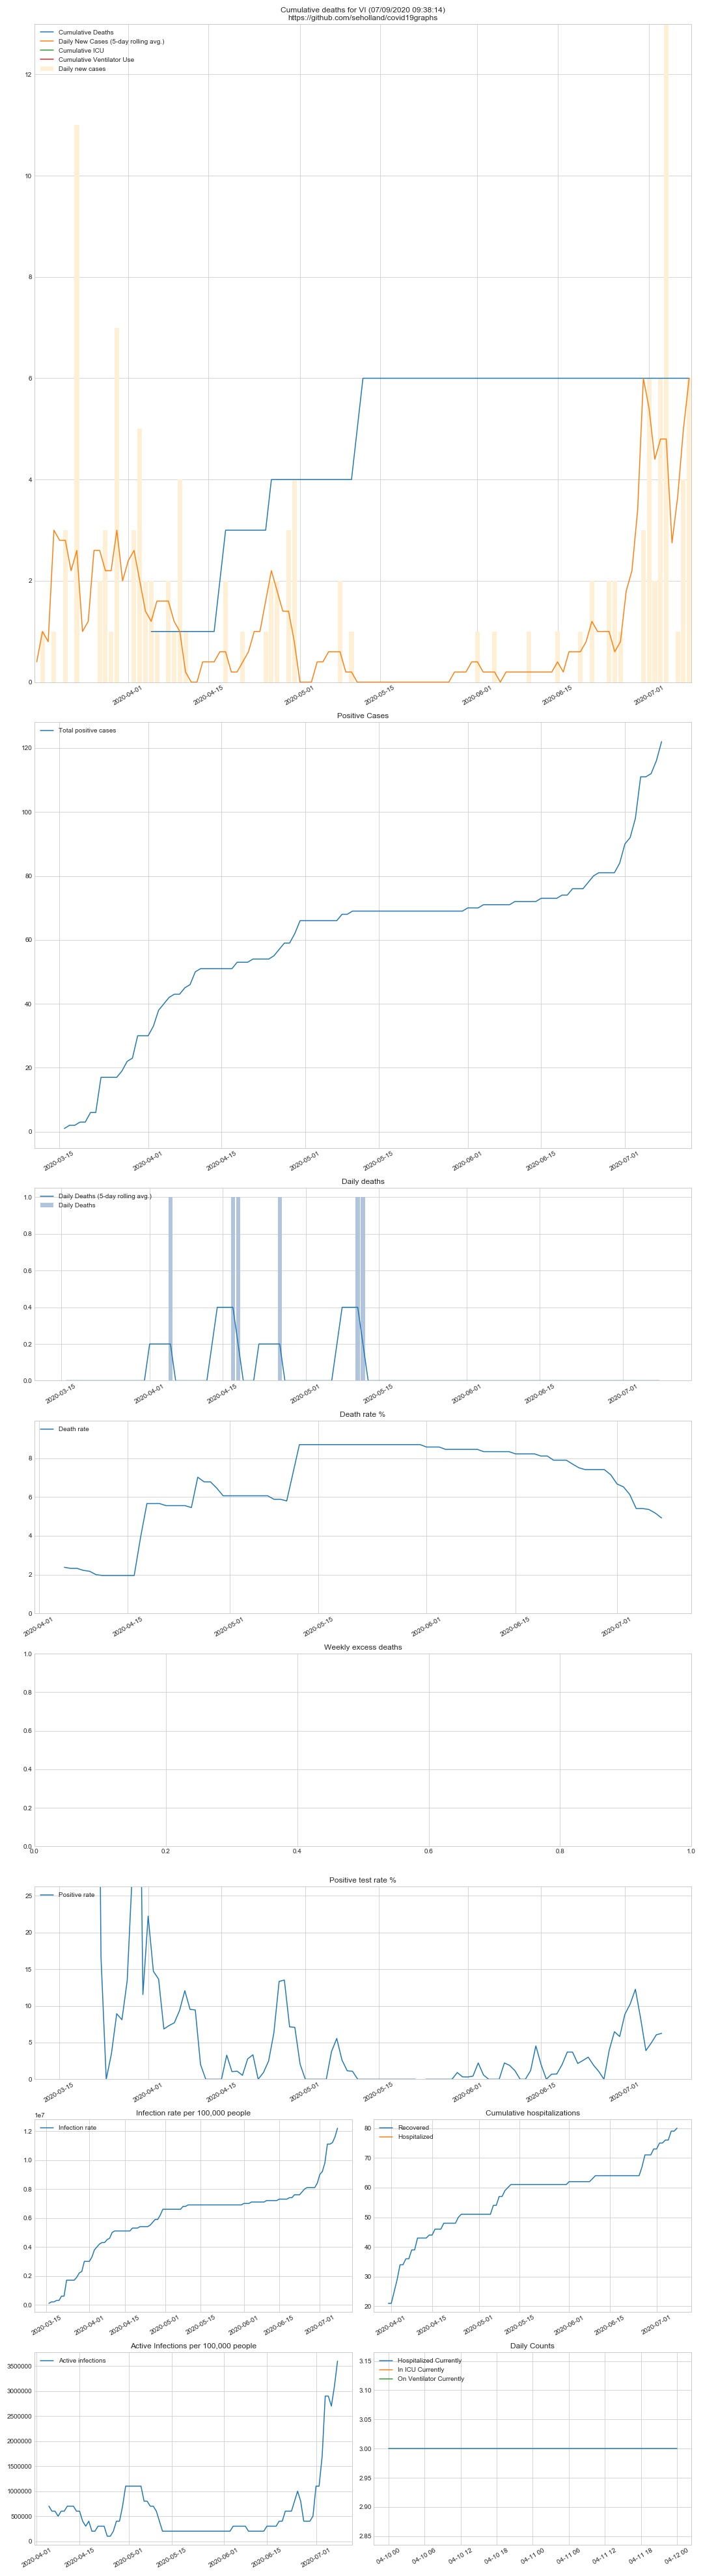 Cumulative deaths for VI (07/09/2020 09:38:14)
https://github.com/seholland/covid19graphs
Cumulative Deaths
Daily New Cases (5-day rolling avg.)
Cumulative ICU
Cumulative Ventilator Use
Daily new cases
12
10
8
6
4
2
0
2020-04-01 2020-04-15 2020-05-01 2020-05-15 2020-06-01 2020-06-15 2020-07-01
Positive Cases
Total positive cases
120
100
80
60
40
20
0
2020-03-15 2020-04-01 2020-04-15 2020-05-01 2020-05-15 2020-06-01 2020-06-15 2020-07-01
Daily deaths
Daily Deaths (5-day rolling avg.)
Daily Deaths
1.0
0.8
0.6
0.4
0.2
0.0
2020-03-15 2020-04-01 2020-04-15 2020-05-01 2020-05-15 2020-06-01 2020-06-15 2020-07-01
Death rate %
Death rate
8
6
4
2
0
2020-04-01 2020-04-15 2020-05-01 2020-05-15 2020-06-01 2020-06-15 2020-07-01
Weekly excess deaths
1.0
0.8
0.6
0.4
0.2
0.0
0.0 0.2 0.4 0.6 0.8 1.0
Positive test rate %
Positive rate
25
20
15
10
5
0
2020-03-15 2020-04-01 2020-04-15 2020-05-01 2020-05-15 2020-06-01 2020-06-15 2020-07-01
Infection rate per 100,000 people
1e7
Infection rate
1.2
1.0
0.8
0.6
0.4
0.2
0.0
2020-03-15 2020-04-01 2020-04-15 2020-05-01 2020-05-15 2020-06-01 2020-06-15 2020-07-01
Cumulative hospitalizations
Recovered
Hospitalized
80
70
60
50
40
30
20
2020-04-01 2020-04-15 2020-05-01 2020-05-15 2020-06-01 2020-06-15 2020-07-01
Active Infections per 100,000 people
Active infections
3500000
3000000
2500000
2000000
1500000
1000000
500000
0
2020-04-01 2020-04-15 2020-05-01 2020-05-15 2020-06-01 2020-06-15 2020-07-01
Daily Counts
Hospitalized Currently
In ICU Currently
On Ventilator Currently
3.15
3.10
3.05
3.00
2.95
2.90
2.85
04-10 00 04-10 06 04-10 12 04-10 18 04-11 00 04-11 06 04-11 12 04-11 18 04-12 00